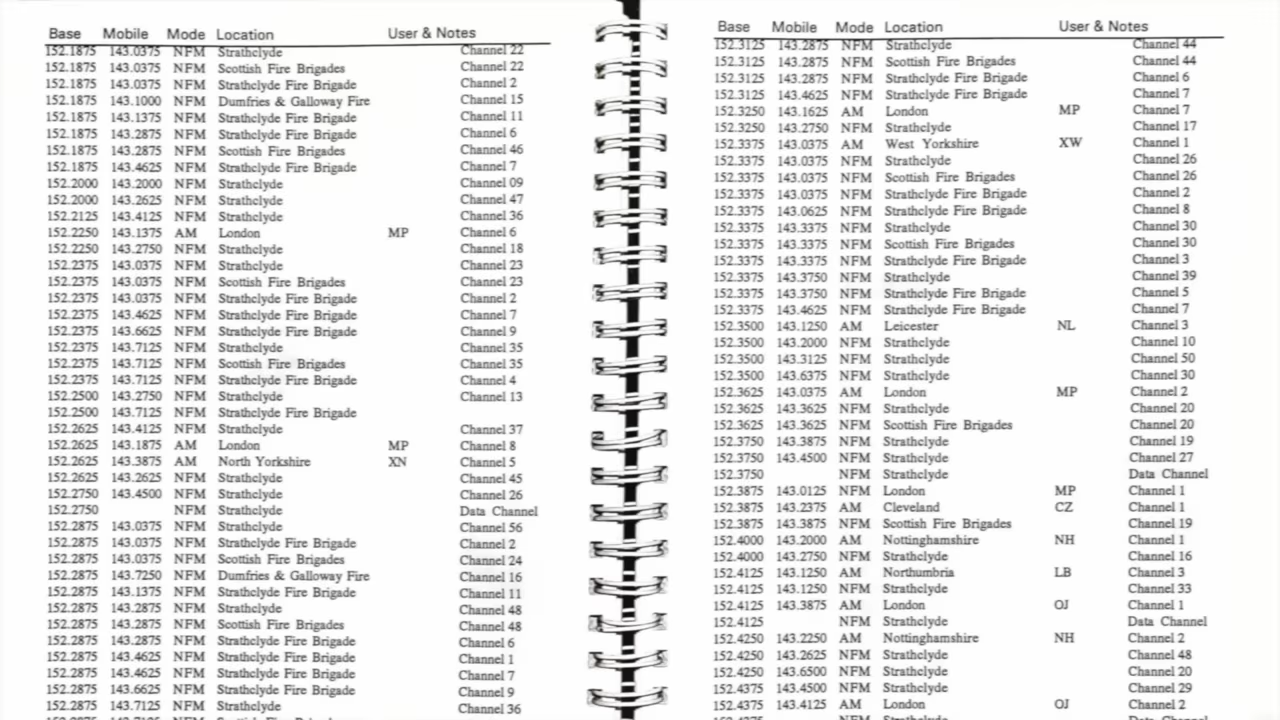 Base Mobile Mode Location User & Notes
152.1875 143.0375 NFM Strathclyde Channel 22
152.1875 143.0375 NFM Scottish Fire Brigades Channel 22
152.1875 143.0375 NFM Strathclyde Fire Brigade Channel 2
152.1875 143.1000 NFM Dumfries & Galloway Fire Channel 15
152.1875 143.1375 NFM Strathclyde Fire Brigade Channel 11
152.1875 143.2875 NFM Strathclyde Fire Brigade Channel 6
152.1875 143.2875 NFM Scottish Fire Brigades Channel 46
152.1875 143.4625 NFM Strathclyde Fire Brigade Channel 7
152.2000 143.2000 NFM Strathclyde Channel 09
152.2000 143.2625 NFM Strathclyde Channel 47
152.2125 143.4125 NFM Strathclyde Channel 36
152.2250 143.1375 AM London MP Channel 6
152.2250 143.2750 NFM Strathclyde Channel 18
152.2375 143.0375 NFM Strathclyde Channel 23
152.2375 143.0375 NFM Scottish Fire Brigades Channel 23
152.2375 143.0375 NFM Strathclyde Fire Brigade Channel 2
152.2375 143.4625 NFM Strathclyde Fire Brigade Channel 7
152.2375 143.6625 NFM Strathclyde Fire Brigade Channel 9
152.2375 143.7125 NFM Strathclyde Channel 35
152.2375 143.7125 NFM Scottish Fire Brigades Channel 35
152.2375 143.7125 NFM Strathclyde Fire Brigade Channel 4
152.2500 143.2750 NFM Strathclyde Channel 13
152.2500 143.7125 NFM Strathclyde Fire Brigade
152.2625 143.4125 NFM Strathclyde Channel 37
152.2625 143.1875 AM London MP Channel 8
152.2625 143.3875 AM North Yorkshire XN Channel 5
152.2625 143.2625 NFM Strathclyde Channel 45
152.2750 143.4500 NFM Strathclyde Channel 26
152.2750 NFM Strathclyde Data Channel
152.2875 143.0375 NFM Strathclyde Channel 56
152.2875 143.0375 NFM Strathclyde Fire Brigade Channel 2
152.2875 143.0375 NFM Scottish Fire Brigades Channel 24
152.2875 143.7250 NFM Dumfries & Galloway Fire Channel 16
152.2875 143.1375 NFM Strathclyde Fire Brigade Channel 11
152.2875 143.2875 NFM Strathclyde Channel 48
152.2875 143.2875 NFM Scottish Fire Brigades Channel 48
152.2875 143.2875 NFM Strathclyde Fire Brigade Channel 6
152.2875 143.4625 NFM Strathclyde Fire Brigade Channel 1
152.2875 143.4625 NFM Strathclyde Fire Brigade Channel 7
152.2875 143.6625 NFM Strathclyde Fire Brigade Channel 9
152.2875 143.7125 NFM Strathclyde Channel 36
Base Mobile Mode Location User & Notes
152.3125 143.2875 NFM Strathclyde Channel 44
152.3125 143.2875 NFM Scottish Fire Brigades Channel 44
152.3125 143.2875 NFM Strathclyde Fire Brigade Channel 6
152.3125 143.4625 NFM Strathclyde Fire Brigade Channel 7
152.3250 143.1625 AM London MP Channel 7
152.3250 143.2750 NFM Strathclyde Channel 17
152.3375 143.0375 AM West Yorkshire XW Channel 1
152.3375 143.0375 NFM Strathclyde Channel 26
152.3375 143.0375 NFM Scottish Fire Brigades Channel 26
152.3375 143.0375 NFM Strathclyde Fire Brigade Channel 2
152.3375 143.0625 NFM Strathclyde Fire Brigade Channel 8
152.3375 143.3375 NFM Strathclyde Channel 30
152.3375 143.3375 NFM Scottish Fire Brigades Channel 30
152.3375 143.3375 NFM Strathclyde Fire Brigade Channel 3
152.3375 143.3750 NFM Strathclyde Channel 39
152.3375 143.3750 NFM Strathclyde Fire Brigade Channel 5
152.3375 143.4625 NFM Strathclyde Fire Brigade Channel 7
152.3500 143.1250 AM Leicester NL Channel 3
152.3500 143.2000 NFM Strathclyde Channel 10
152.3500 143.3125 NFM Strathclyde Channel 50
152.3500 143.6375 NFM Strathclyde Channel 30
152.3625 143.0375 AM London MP Channel 2
152.3625 143.3625 NFM Strathclyde Channel 20
152.3625 143.3625 NFM Scottish Fire Brigades Channel 20
152.3750 143.3875 NFM Strathclyde Channel 19
152.3750 143.4500 NFM Strathclyde Channel 27
152.3750 NFM Strathclyde Data Channel
152.3875 143.0125 NFM London MP Channel 1
152.3875 143.2375 AM Cleveland CZ Channel 1
152.3875 143.3875 NFM Scottish Fire Brigades Channel 19
152.4000 143.2000 AM Nottinghamshire NH Channel 1
152.4000 143.2750 NFM Strathclyde Channel 16
152.4125 143.1250 AM Northumbria LB Channel 3
152.4125 143.1250 NFM Strathclyde Channel 33
152.4125 143.3875 AM London OJ Channel 1
152.4125 NFM Strathclyde Data Channel
152.4250 143.2250 AM Nottinghamshire NH Channel 2
152.4250 143.2625 NFM Strathclyde Channel 48
152.4250 143.6500 NFM Strathclyde Channel 20
152.4375 143.4500 NFM Strathclyde Channel 29
152.4375 143.4125 AM London OJ Channel 2